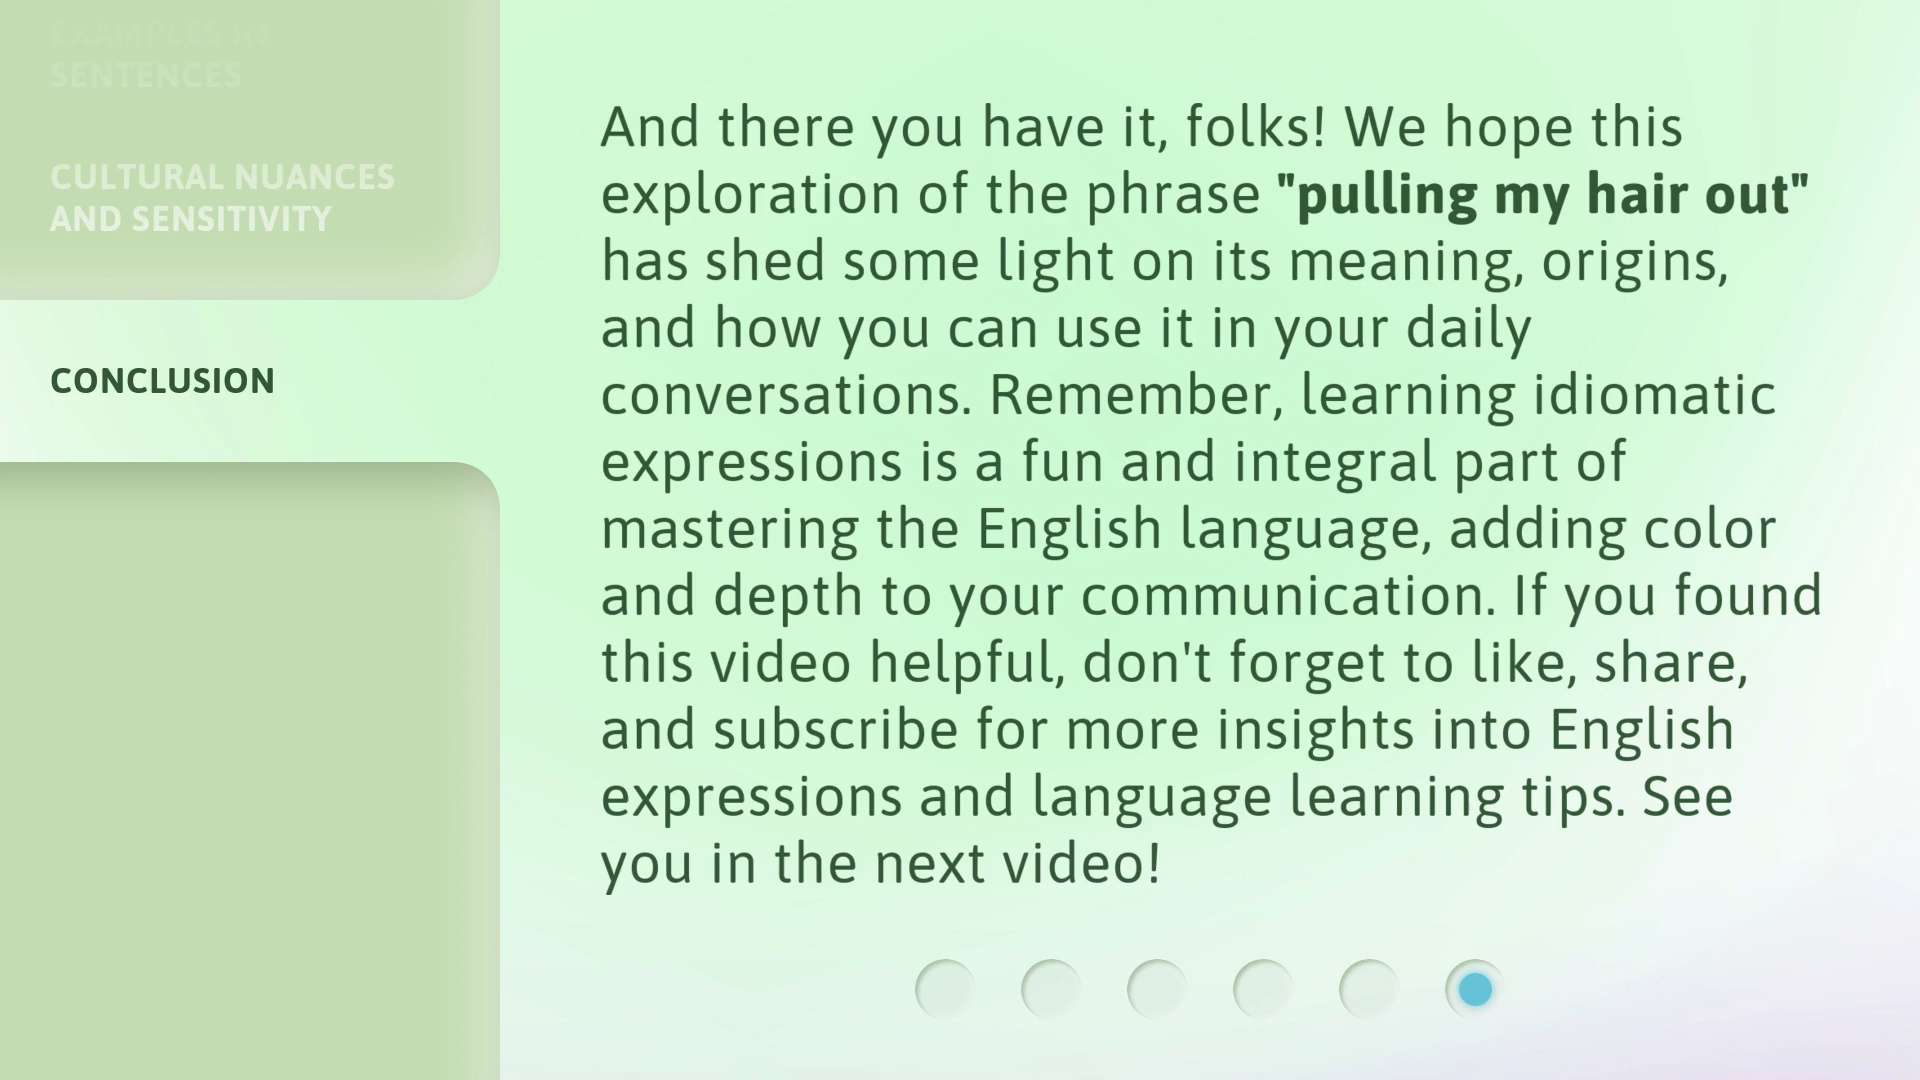 EXAMPLES IN
SENTENCES
CULTURAL NUANCES
AND SENSITIVITY
CONCLUSION
And there you have it, folks! We hope this
exploration of the phrase "pulling my hair out"
has shed some light on its meaning, origins,
and how you can use it in your daily
conversations. Remember, learning idiomatic
expressions is a fun and integral part of
mastering the English language, adding color
and depth to your communication. If you found
this video helpful, don't forget to like, share,
and subscribe for more insights into English
expressions and language learning tips. See
you in the next video!